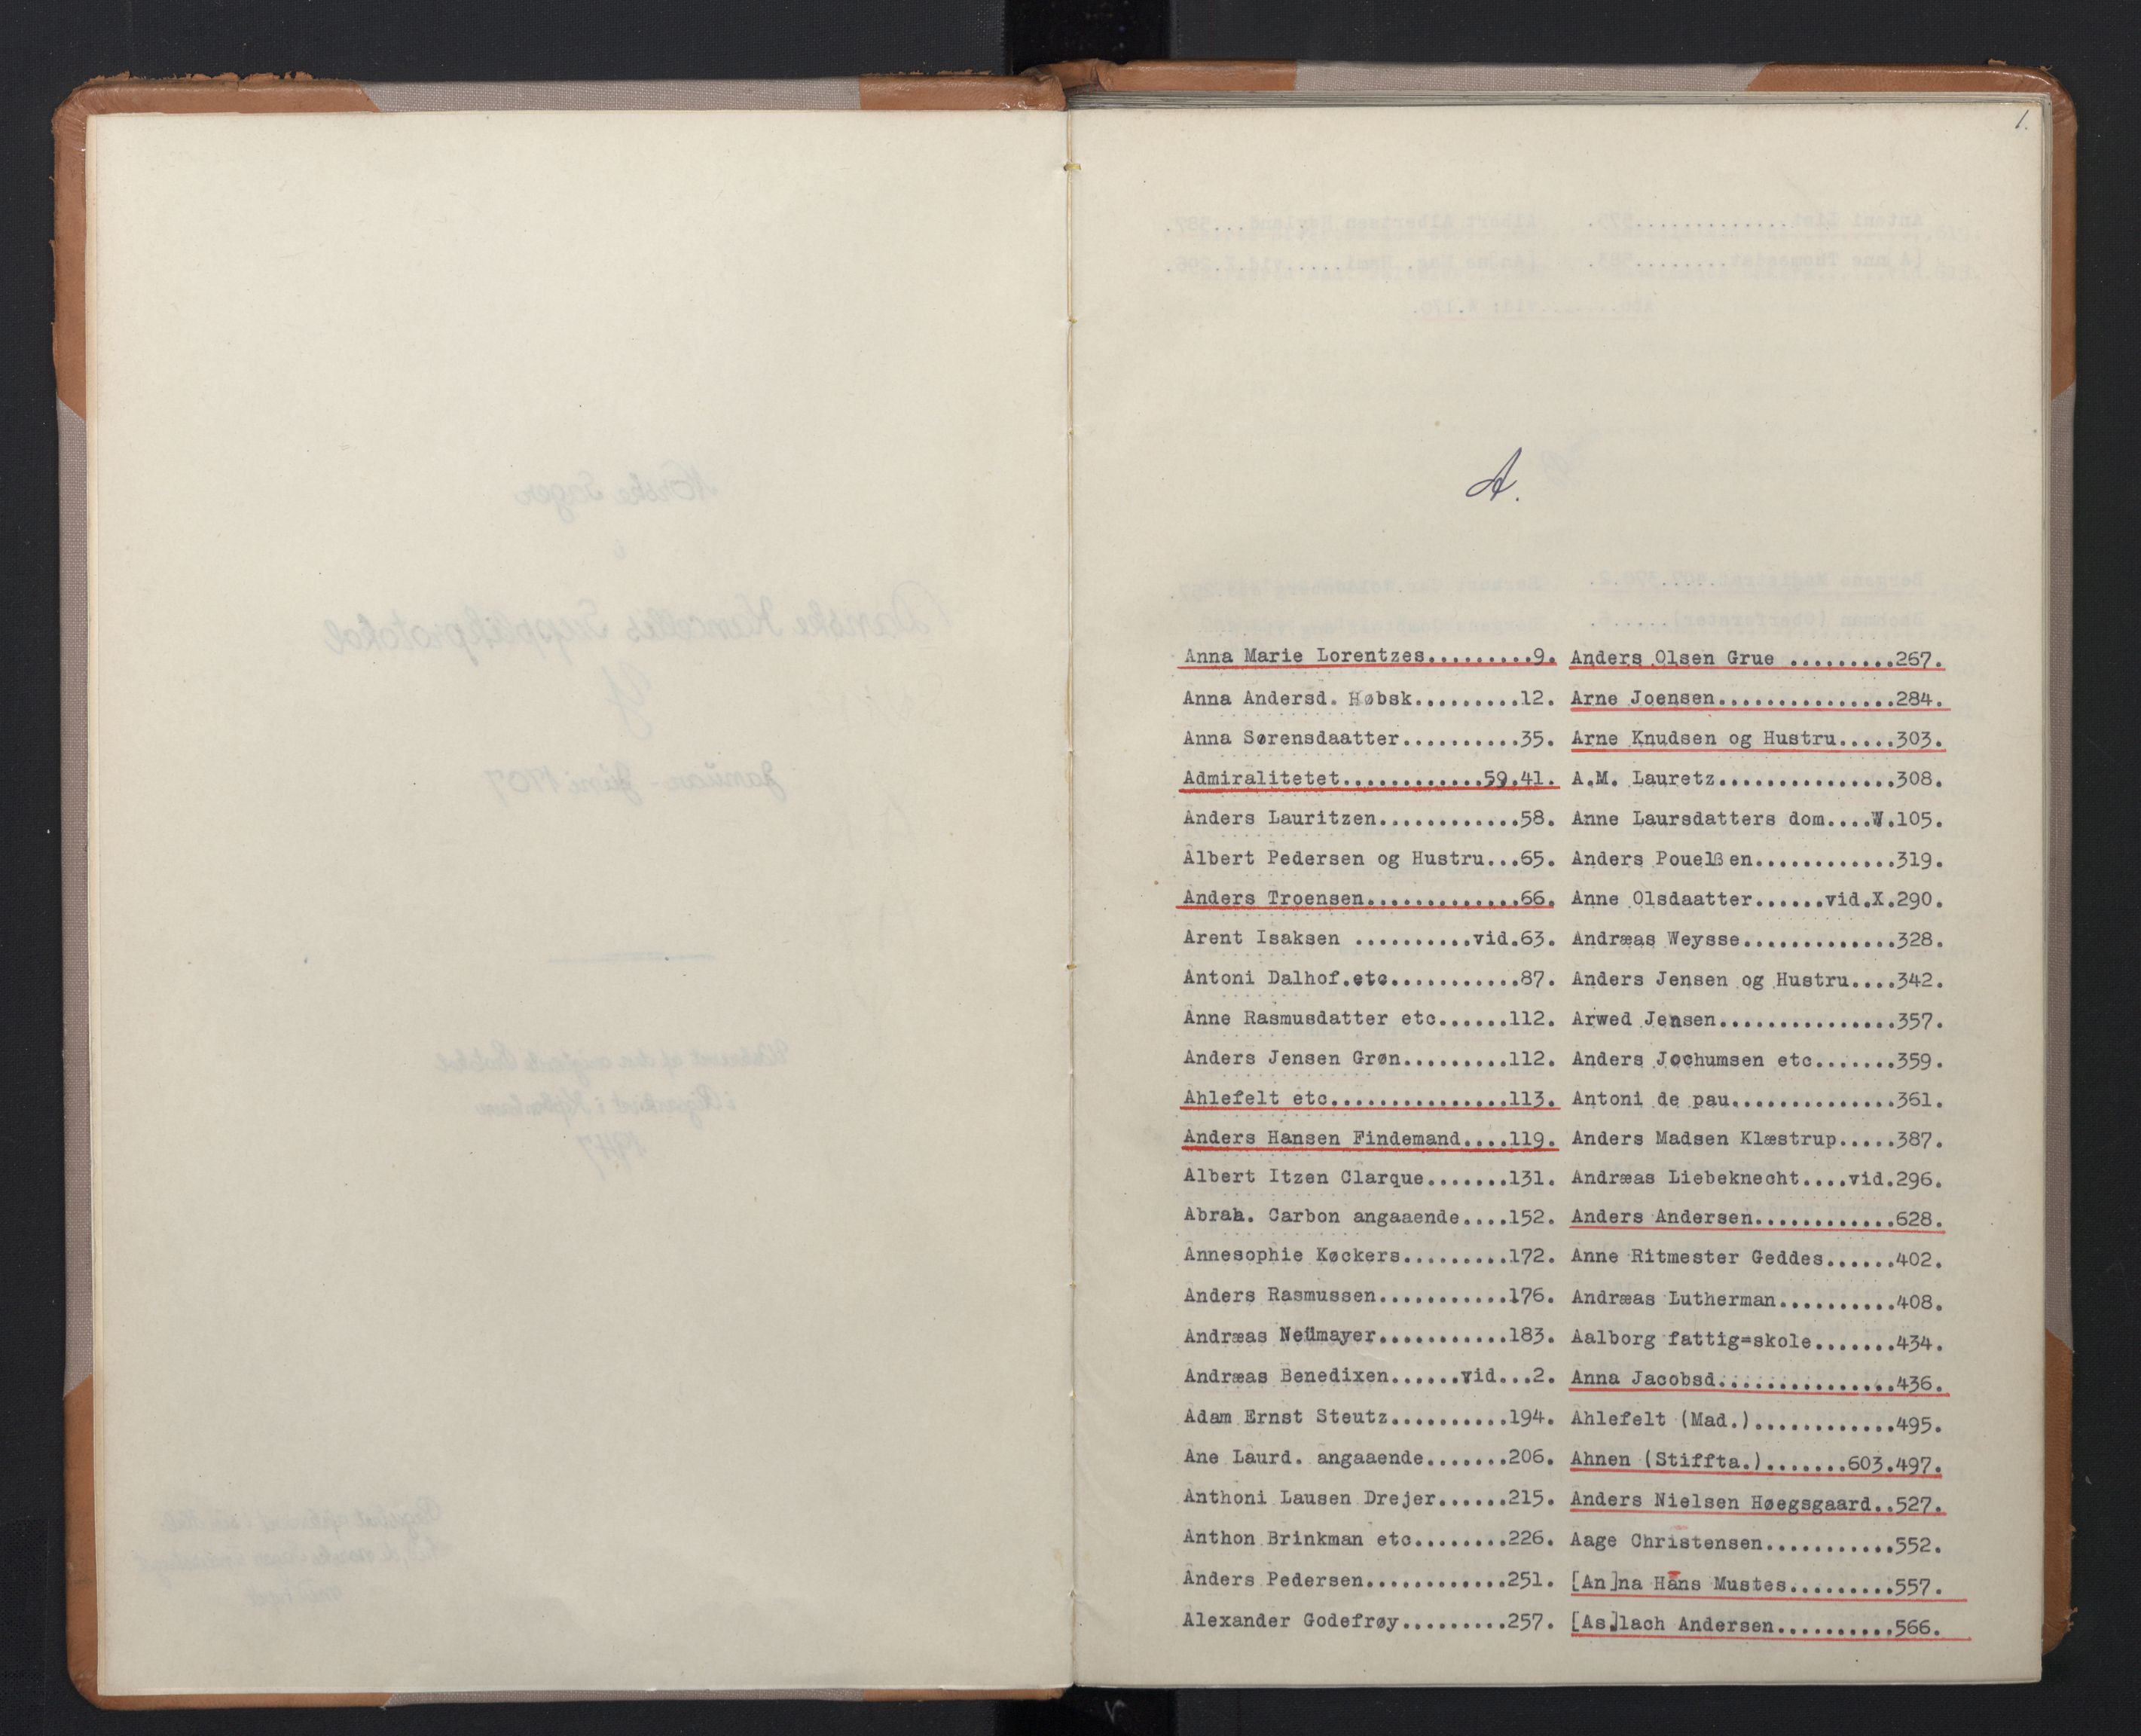 1.
A.
Anna Marie Lorentzes.........9.
Anna Andersd. Høbsk.........12.
Anna Sørensdaatter..........35.
Admiralitetet............59.41.
Anders Lauritzen............58.
Albert Pedersen og Hustru...65.
Anders Troensen.............66.
Arent Isaksen ..........vid.63.
Antoni Dalhof.etc...........87.
Anne Rasmusdatter etc......112.
Anders Jensen Grøn.........112.
Ahlefelt etc...............113.
Anders Hansen Findemand....119.
Albert Itzen Clarque.......131.
Abrah. Carbon angaaende....152.
Annesophie Køckers.........172.
Anders Rasmussen...........176.
Andræas Neümayer...........183.
Andræas Benedixen......vid...2.
Adam Ernst Steutz..........194.
Ane Laurd. angaaende.......206.
Anthoni Lausen Drejer......215.
Anthon Brinkman etc........226.
Anders Pedersen............251.
Alexander Godefrøy.........257.
Anders Olsen Grue .........267.
Arne Joensen...............284.
Arne Knudsen og Hustru.....303.
A.M. Lauretz...............308.
Anne Laursdatters dom....W.105.
Anders Pouelßen............319.
Anne Olsdaatter......vid.X.290.
Andræas Weysse.............328.
Anders Jensen og Hustru....342.
Arwed Jensen...............357.
Anders Jochumsen etc.......359.
Antoni de pau..............361.
Anders Madsen Klæstrup.....387.
Andræas Liebeknecht....vid.296.
Anders Andersen............628.
Anne Ritmester Geddes......402.
Andræas Lutherman..........408.
Aalborg fattig=skole.......434.
Anna Jacobsd...............436.
Ahlefelt (Mad.)............495.
Ahnen (Stiffta.).......603.497.
Anders Nielsen Høegsgaard..527.
Aage Christensen...........552.
[An]na Hans Mustes.........557.
[As]lach Andersen..........566.